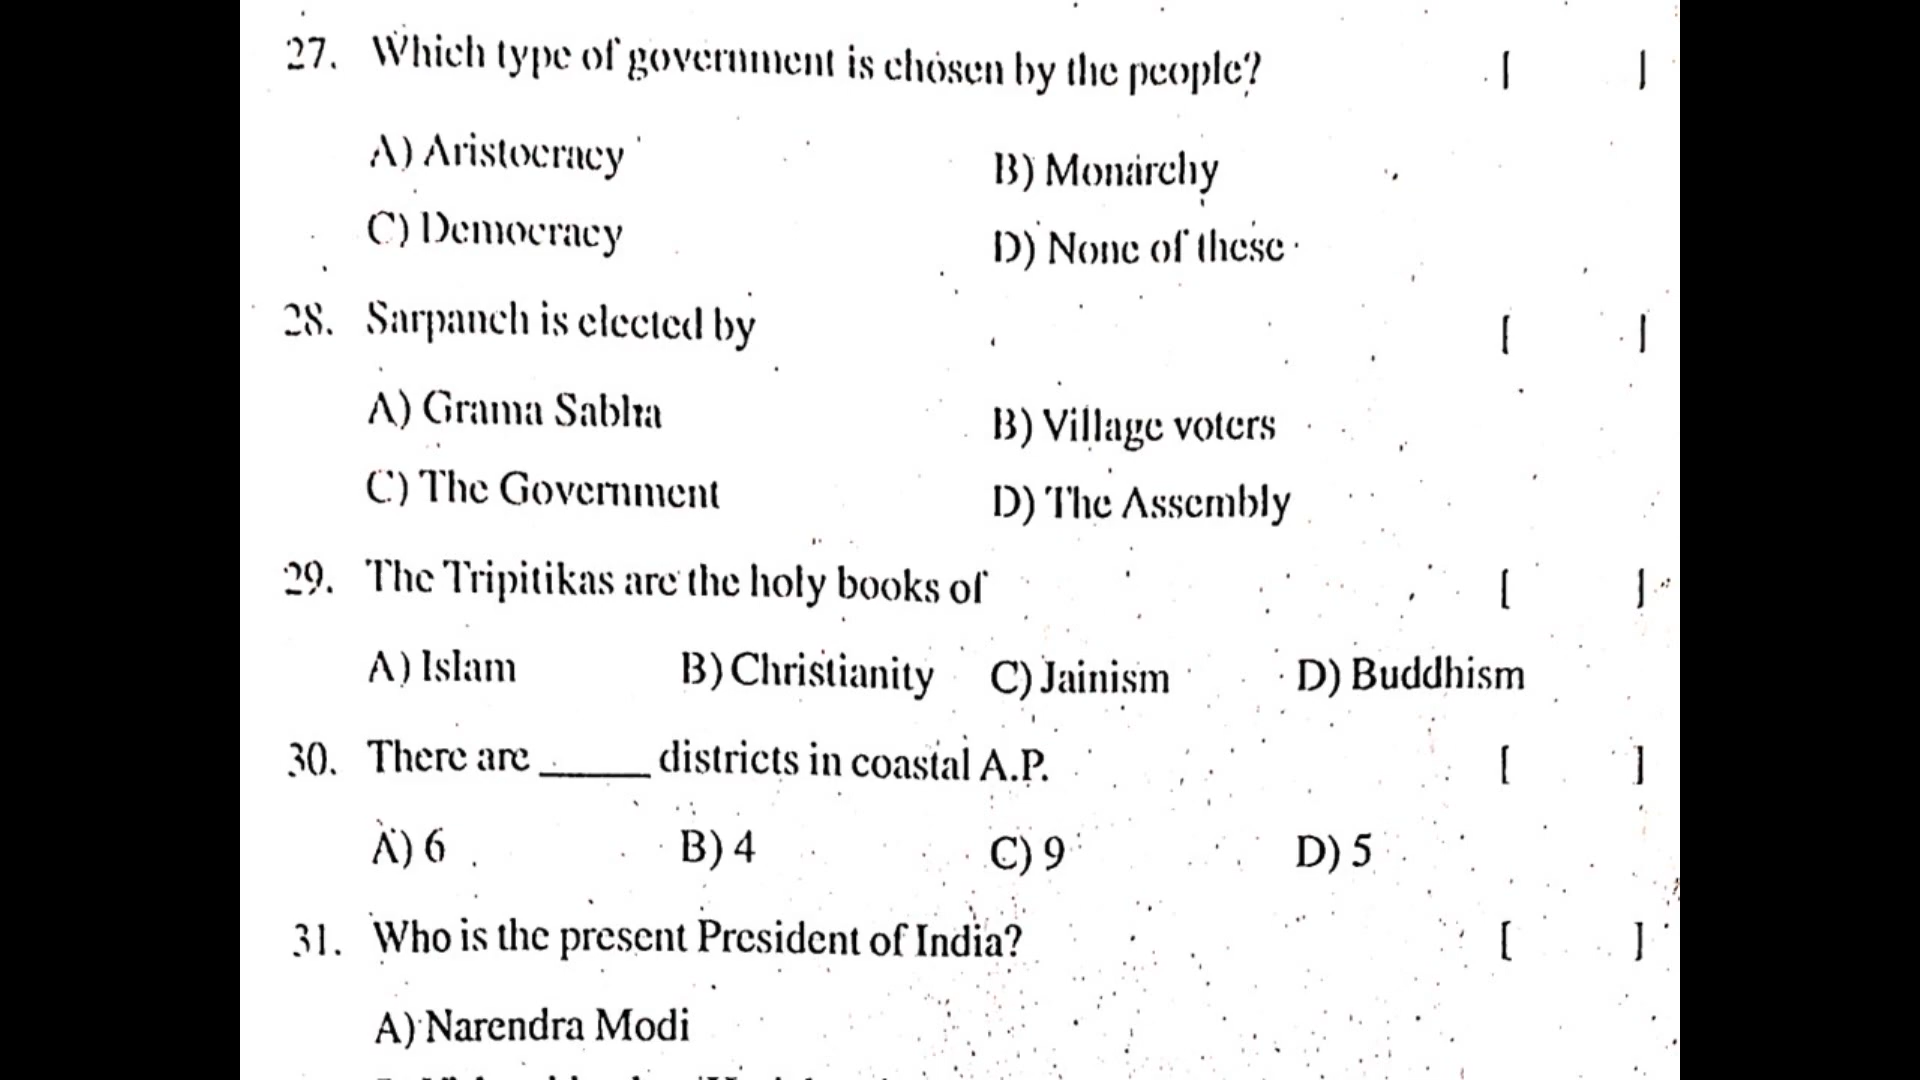 27. Which type of government is chosen by the people? [ ]
A) Aristocracy B) Monarchy
C) Democracy D) None of these
28. Sarpanch is elected by [ ]
A) Grama Sabha B) Village voters
C) The Government D) The Assembly
29. The Tripitikas are the holy books of [ ]
A) Islam B) Christianity C) Jainism D) Buddhism
30. There are _____ districts in coastal A.P. [ ]
A) 6 B) 4 C) 9 D) 5
31. Who is the present President of India? [ ]
A) Narendra Modi